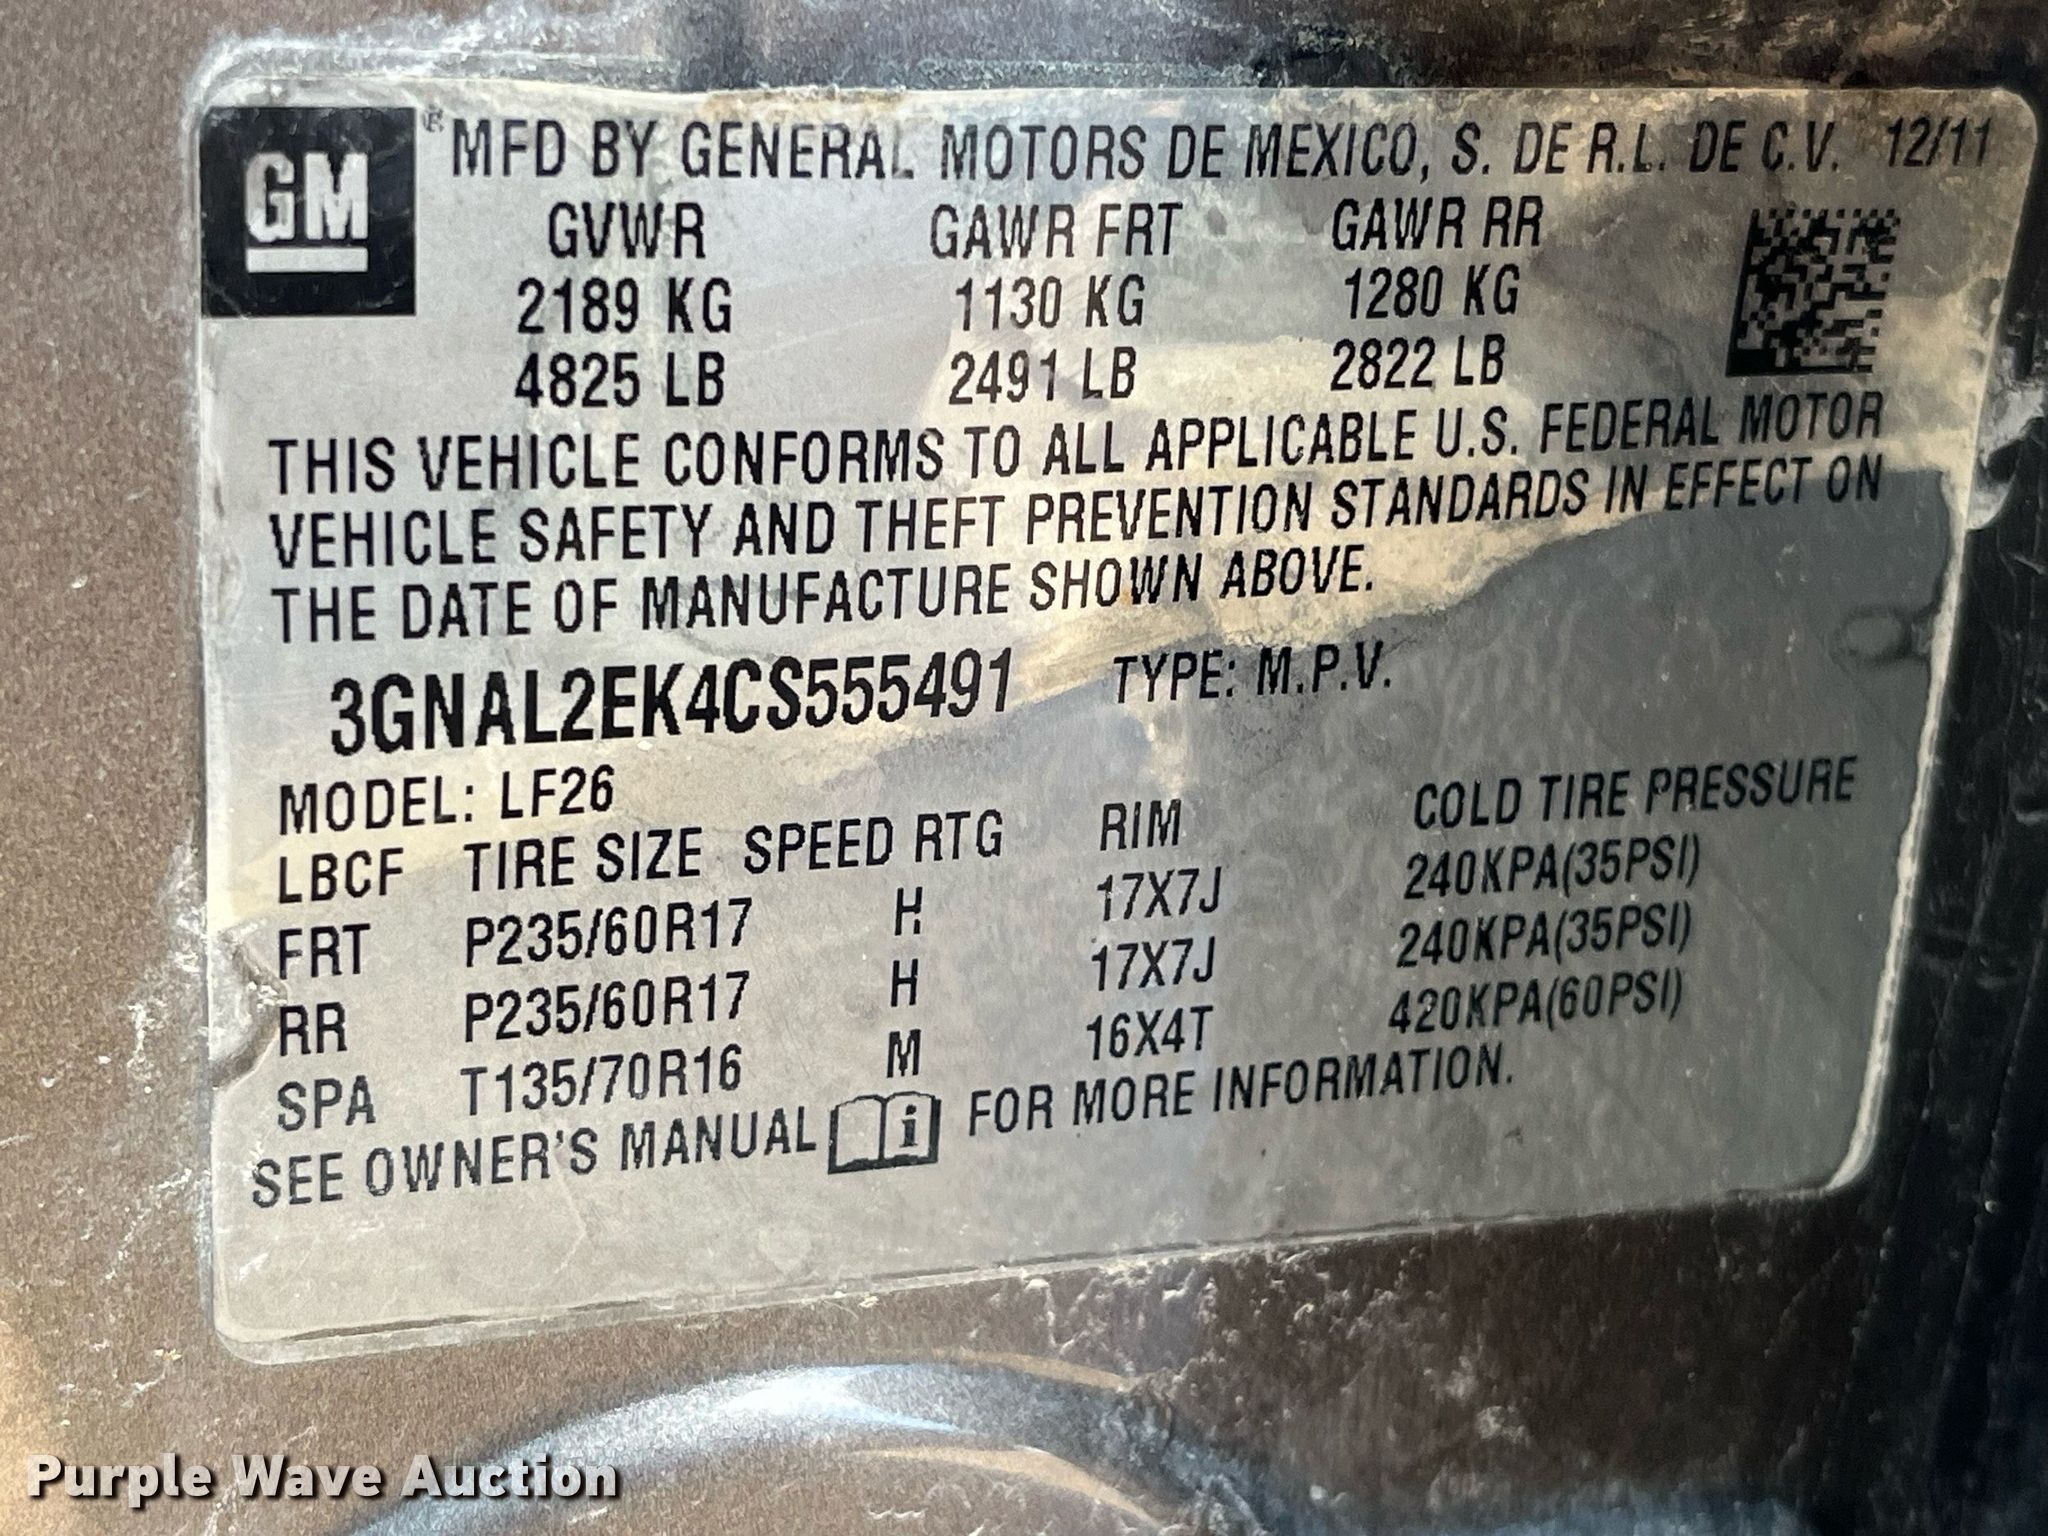 GM ® MFD BY GENERAL MOTORS DE MEXICO, S. DE R.L. DE C.V. 12/11
GVWR GAWR FRT GAWR RR
2189 KG 1130 KG 1280 KG
4825 LB 2491 LB 2822 LB
THIS VEHICLE CONFORMS TO ALL APPLICABLE U.S. FEDERAL MOTOR
VEHICLE SAFETY AND THEFT PREVENTION STANDARDS IN EFFECT ON
THE DATE OF MANUFACTURE SHOWN ABOVE.
3GNAL2EK4CS555491 TYPE: M.P.V.
MODEL: LF26
LBCF TIRE SIZE SPEED RTG RIM COLD TIRE PRESSURE
FRT P235/60R17 H 17X7J 240KPA(35PSI)
RR P235/60R17 H 17X7J 240KPA(35PSI)
SPA T135/70R16 M 16X4T 420KPA(60PSI)
SEE OWNER'S MANUAL i FOR MORE INFORMATION.
Purple Wave Auction